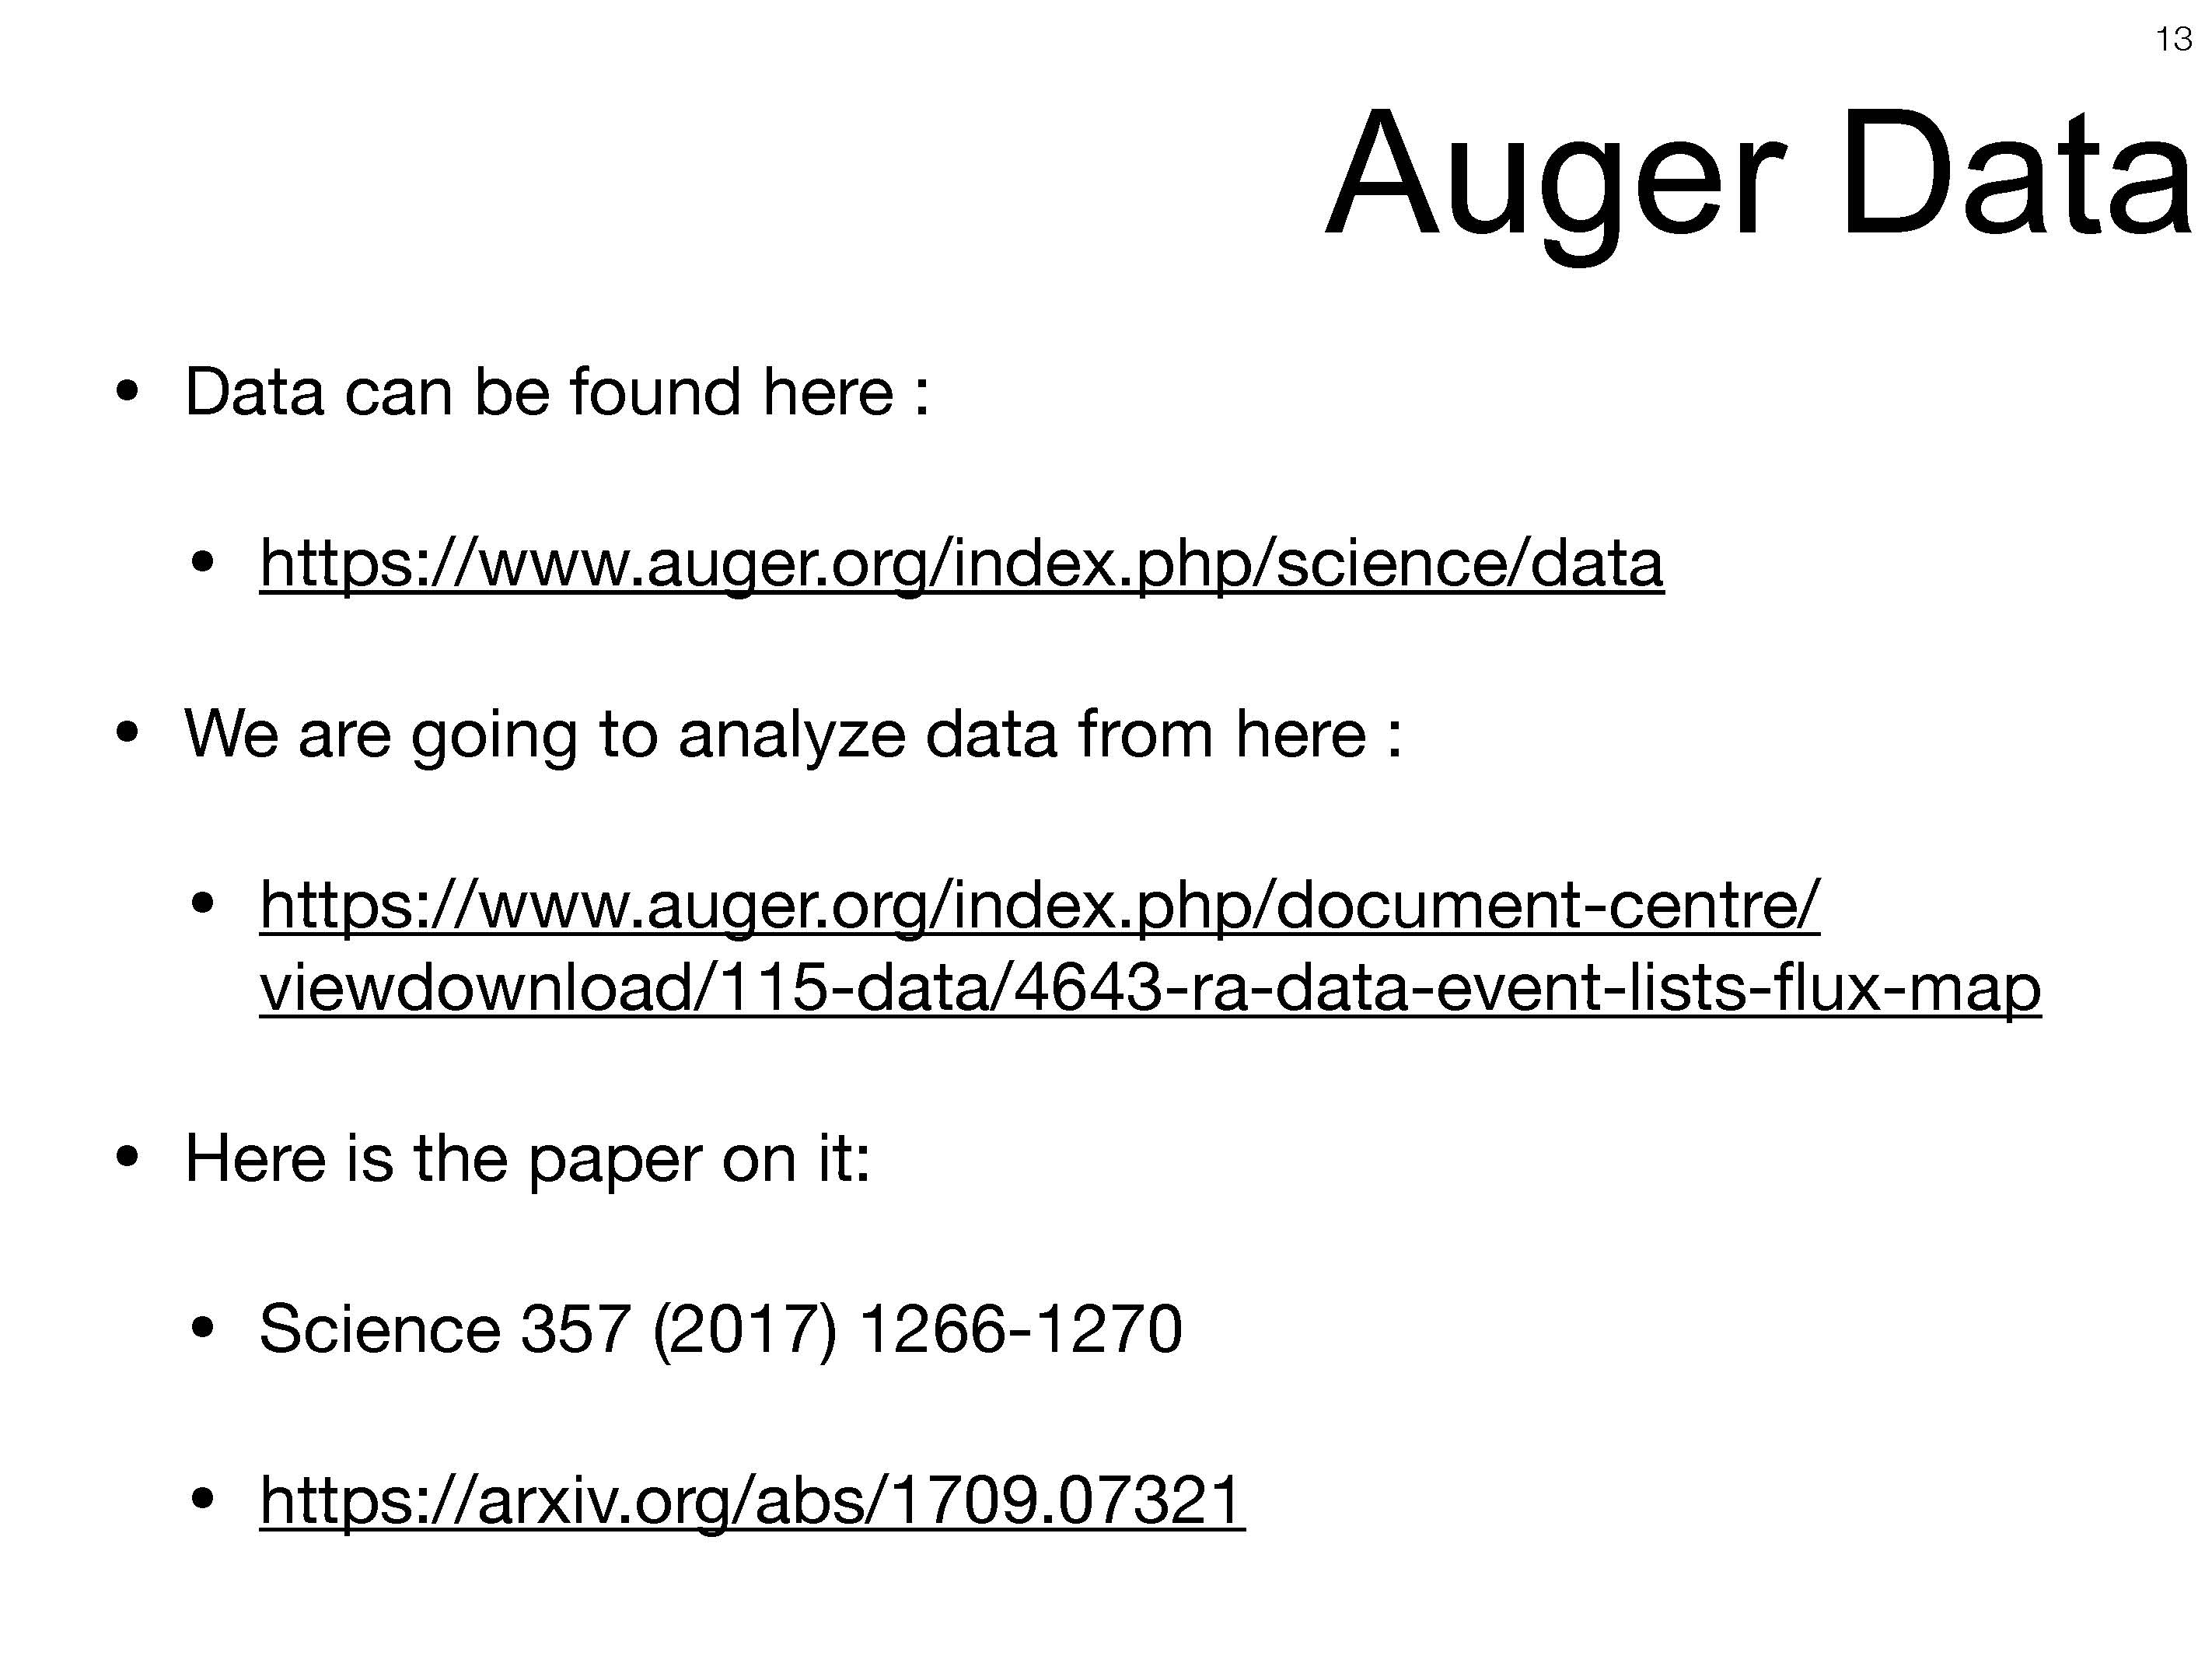 13
Auger Data
• Data can be found here :
• https://www.auger.org/index.php/science/data
• We are going to analyze data from here :
• https://www.auger.org/index.php/document-centre/
viewdownload/115-data/4643-ra-data-event-lists-flux-map
• Here is the paper on it:
• Science 357 (2017) 1266-1270
• https://arxiv.org/abs/1709.07321